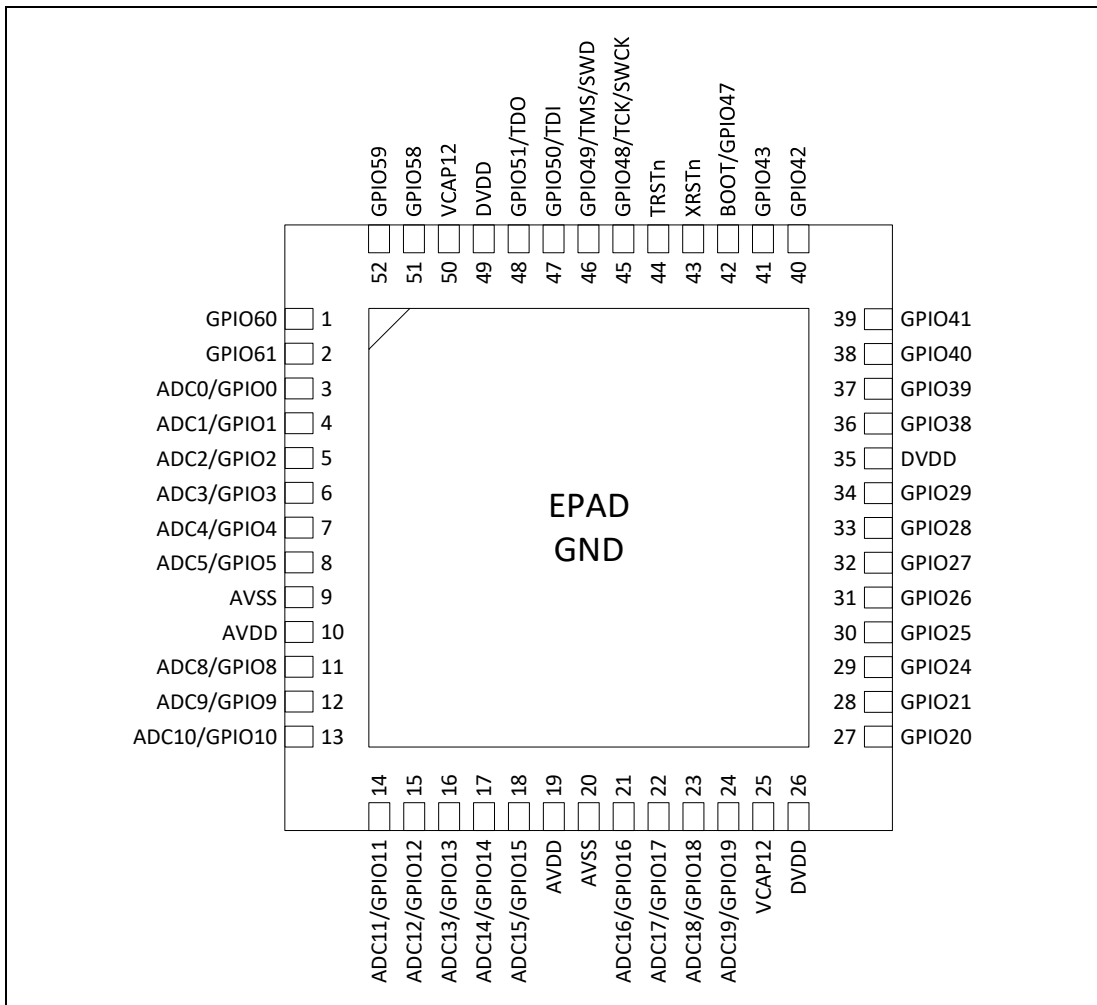 GPIO59
GPIO58
VCAP12
DVDD
GPIO51/TDO
GPIO50/TDI
GPIO49/TMS/SWD
GPIO48/TCK/SWCK
TRSTn
XRSTn
BOOT/GPIO47
GPIO43
GPIO42
52
51
50
49
48
47
46
45
44
43
42
41
40
GPIO60 1
GPIO61 2
ADC0/GPIO0 3
ADC1/GPIO1 4
ADC2/GPIO2 5
ADC3/GPIO3 6
ADC4/GPIO4 7
ADC5/GPIO5 8
AVSS 9
AVDD 10
ADC8/GPIO8 11
ADC9/GPIO9 12
ADC10/GPIO10 13
EPAD
GND
39 GPIO41
38 GPIO40
37 GPIO39
36 GPIO38
35 DVDD
34 GPIO29
33 GPIO28
32 GPIO27
31 GPIO26
30 GPIO25
29 GPIO24
28 GPIO21
27 GPIO20
14
15
16
17
18
19
20
21
22
23
24
25
26
ADC11/GPIO11
ADC12/GPIO12
ADC13/GPIO13
ADC14/GPIO14
ADC15/GPIO15
AVDD
AVSS
ADC16/GPIO16
ADC17/GPIO17
ADC18/GPIO18
ADC19/GPIO19
VCAP12
DVDD